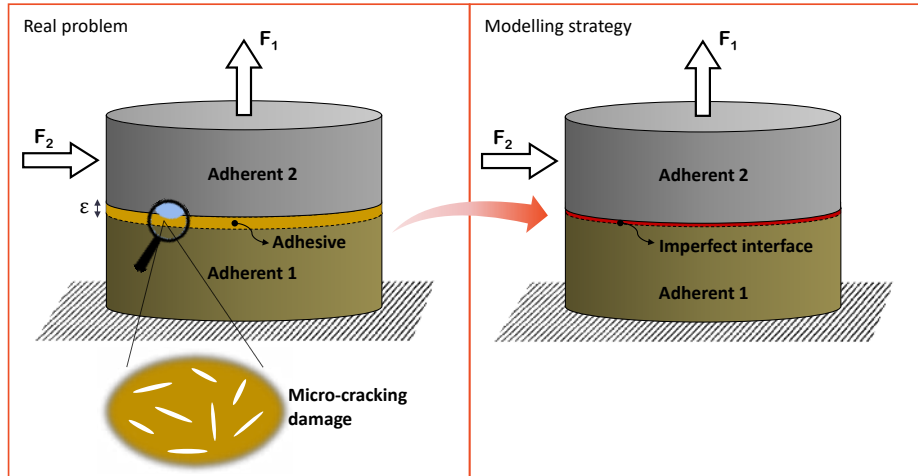 Real problem
F1
F2
Adherent 2
ε
Adhesive
Adherent 1
Micro-cracking
damage
Modelling strategy
F1
F2
Adherent 2
Imperfect interface
Adherent 1